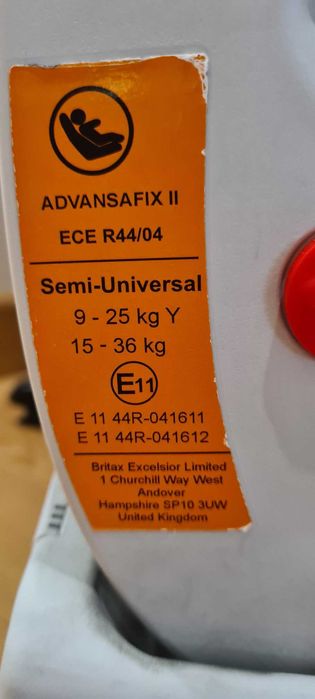 ADVANSAFIX II
ECE R44/04
Semi-Universal
9 - 25 kg Y
15 - 36 kg
E11
E 11 44R-041611
E 11 44R-041612
Britax Excelsior Limited
1 Churchill Way West
Andover
Hampshire SP10 3UW
United Kingdom